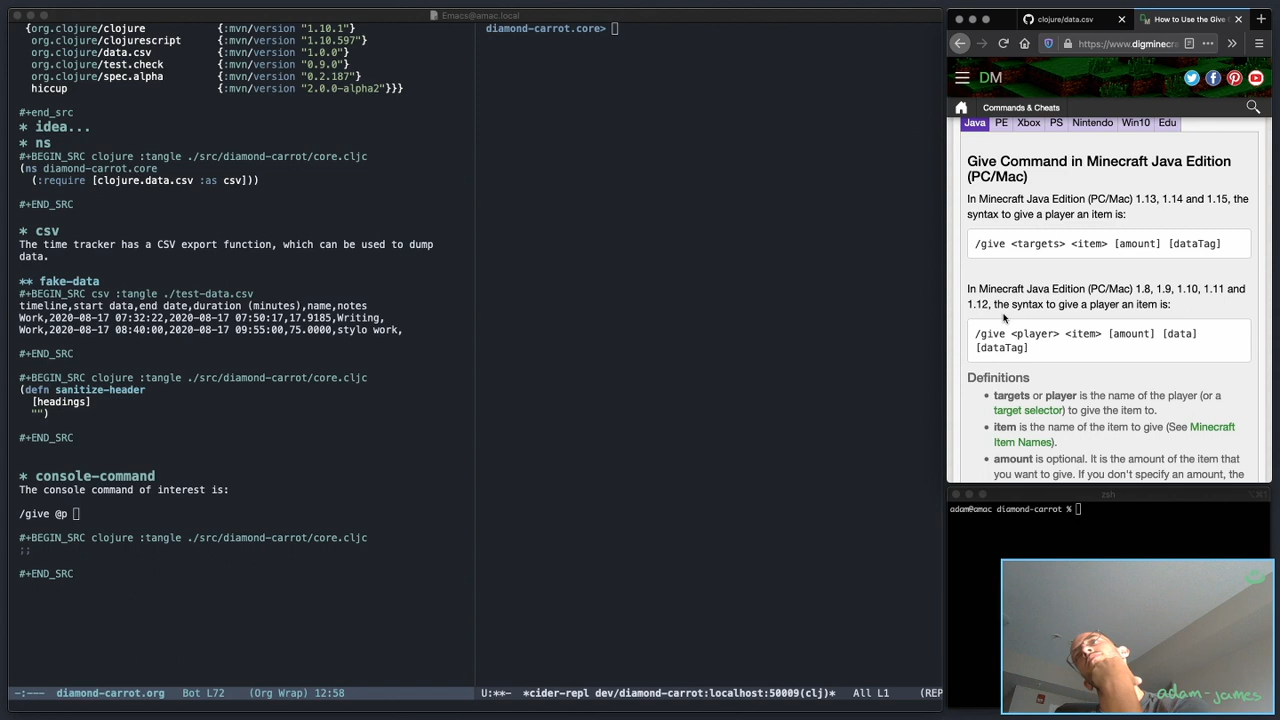 Emacs@amac.local
{org.clojure/clojure {:mvn/version "1.10.1"}
org.clojure/clojurescript {:mvn/version "1.10.597"}
org.clojure/data.csv {:mvn/version "1.0.0"}
org.clojure/test.check {:mvn/version "0.9.0"}
org.clojure/spec.alpha {:mvn/version "0.2.187"}
hiccup {:mvn/version "2.0.0-alpha2"}}}
#+end_src
* idea...
* ns
#+BEGIN_SRC clojure :tangle ./src/diamond-carrot/core.cljc
(ns diamond-carrot.core
(:require [clojure.data.csv :as csv]))
#+END_SRC
* csv
The time tracker has a CSV export function, which can be used to dump
data.
** fake-data
#+BEGIN_SRC csv :tangle ./test-data.csv
timeline,start data,end date,duration (minutes),name,notes
Work,2020-08-17 07:32:22,2020-08-17 07:50:17,17.9185,Writing,
Work,2020-08-17 08:40:00,2020-08-17 09:55:00,75.0000,stylo work,
#+END_SRC
#+BEGIN_SRC clojure :tangle ./src/diamond-carrot/core.cljc
(defn sanitize-header
[headings]
"")
#+END_SRC
* console-command
The console command of interest is:
/give @p
#+BEGIN_SRC clojure :tangle ./src/diamond-carrot/core.cljc
;;
#+END_SRC
-:--- diamond-carrot.org Bot L72 (Org Wrap) 12:58
diamond-carrot.core>
U:**- *cider-repl dev/diamond-carrot:localhost:50009(clj)* All L1 (REP
clojure/data.csv
How to Use the Give C
https://www.digminecra
DM
Commands & Cheats
Java PE Xbox PS Nintendo Win10 Edu
Give Command in Minecraft Java Edition
(PC/Mac)
In Minecraft Java Edition (PC/Mac) 1.13, 1.14 and 1.15, the
syntax to give a player an item is:
/give <targets> <item> [amount] [dataTag]
In Minecraft Java Edition (PC/Mac) 1.8, 1.9, 1.10, 1.11 and
1.12, the syntax to give a player an item is:
/give <player> <item> [amount] [data]
[dataTag]
Definitions
• targets or player is the name of the player (or a
target selector) to give the item to.
• item is the name of the item to give (See Minecraft
Item Names).
• amount is optional. It is the amount of the item that
you want to give. If you don't specify an amount, the
zsh
adam@amac diamond-carrot %
adam-james